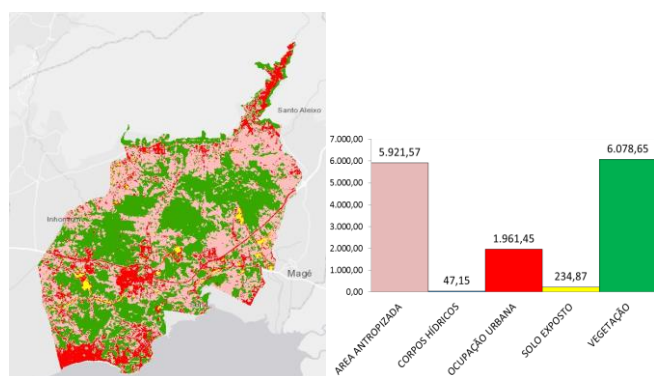 Santo Aleixo
Inhomirim
Magé
7.000,00
6.000,00
5.000,00
4.000,00
3.000,00
2.000,00
1.000,00
0,00
5.921,57
47,15
1.961,45
234,87
6.078,65
AREA ANTROPIZADA
CORPOS HÍDRICOS
OCUPAÇÃO URBANA
SOLO EXPOSTO
VEGETAÇÃO